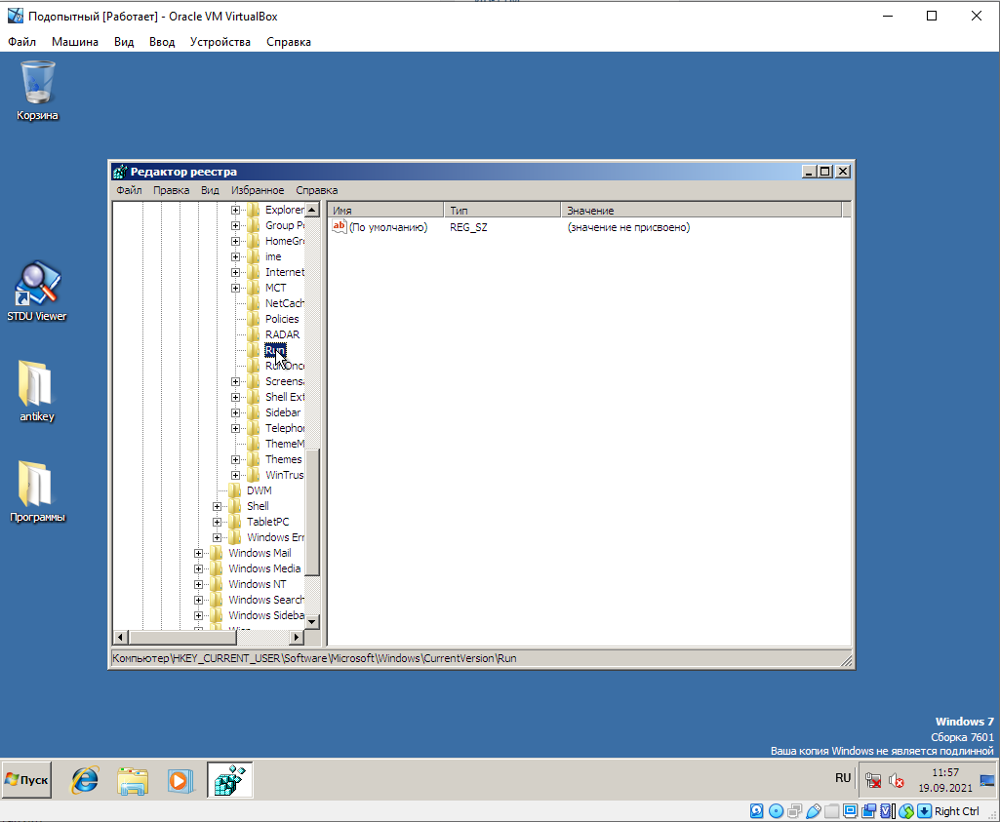 Подопытный [Работает] - Oracle VM VirtualBox
Файл Машина Вид Ввод Устройства Справка
Корзина
STDU Viewer
antikey
Программы
Редактор реестра
Файл Правка Вид Избранное Справка
Explorer
Group P
HomeGr
ime
Internet
MCT
NetCach
Policies
RADAR
Run
RunOnce
Screens
Shell Ext
Sidebar
Telepho
ThemeM
Themes
WinTrus
DWM
Shell
TabletPC
Windows Err
Windows Mail
Windows Media
Windows NT
Windows Search
Windows Sideba
Имя Тип Значение
ab (По умолчанию) REG_SZ (значение не присвоено)
Компьютер\HKEY_CURRENT_USER\Software\Microsoft\Windows\CurrentVersion\Run
Windows 7
Сборка 7601
Ваша копия Windows не является подлинной
Пуск
RU
11:57
19.09.2021
Right Ctrl